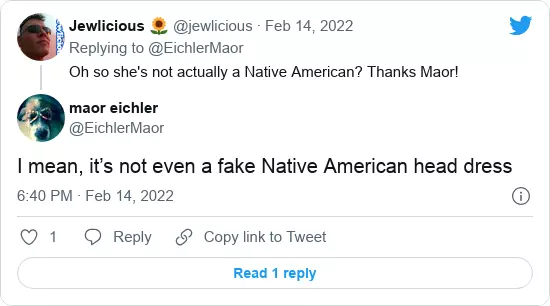 Jewlicious 🌻 @jewlicious · Feb 14, 2022
Replying to @EichlerMaor
Oh so she's not actually a Native American? Thanks Maor!
maor eichler
@EichlerMaor
I mean, it’s not even a fake Native American head dress
6:40 PM · Feb 14, 2022
1 Reply Copy link to Tweet
Read 1 reply